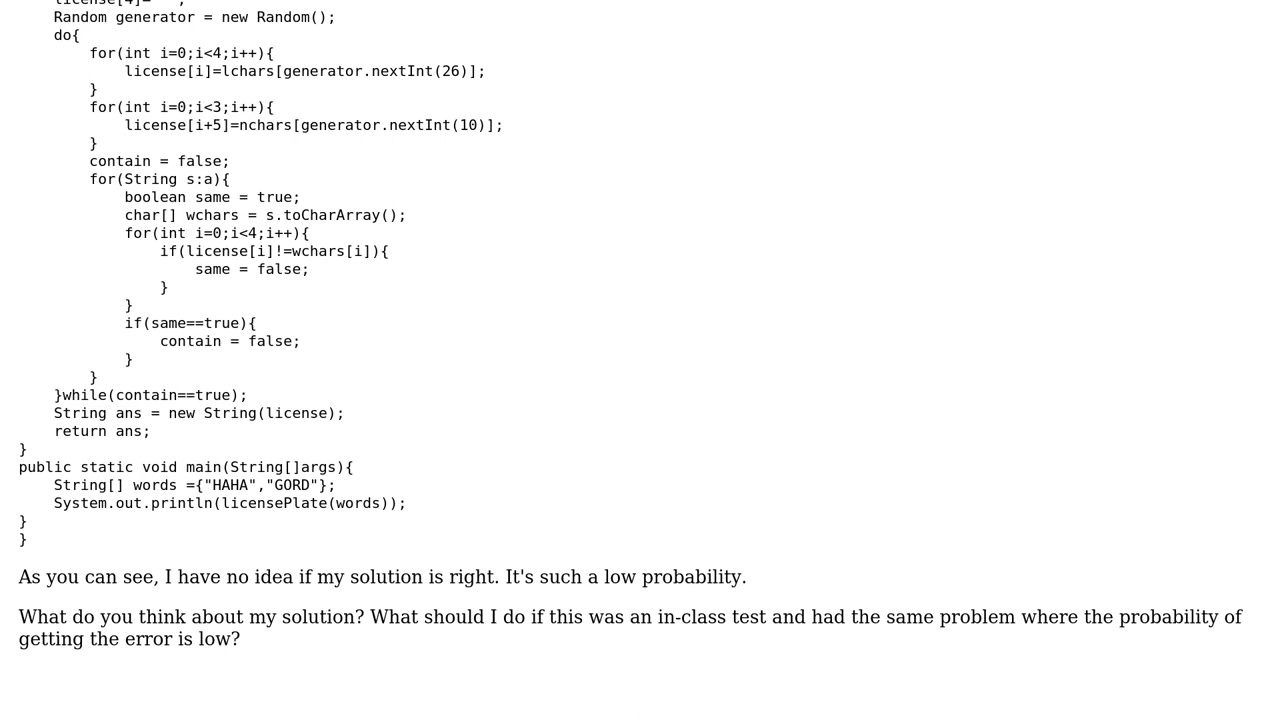 license[4]=' ';
Random generator = new Random();
do{
for(int i=0;i<4;i++){
license[i]=lchars[generator.nextInt(26)];
}
for(int i=0;i<3;i++){
license[i+5]=nchars[generator.nextInt(10)];
}
contain = false;
for(String s:a){
boolean same = true;
char[] wchars = s.toCharArray();
for(int i=0;i<4;i++){
if(license[i]!=wchars[i]){
same = false;
}
}
if(same==true){
contain = false;
}
}
}while(contain==true);
String ans = new String(license);
return ans;
}
public static void main(String[]args){
String[] words ={"HAHA","GORD"};
System.out.println(licensePlate(words));
}
}
As you can see, I have no idea if my solution is right. It's such a low probability.
What do you think about my solution? What should I do if this was an in-class test and had the same problem where the probability of
getting the error is low?